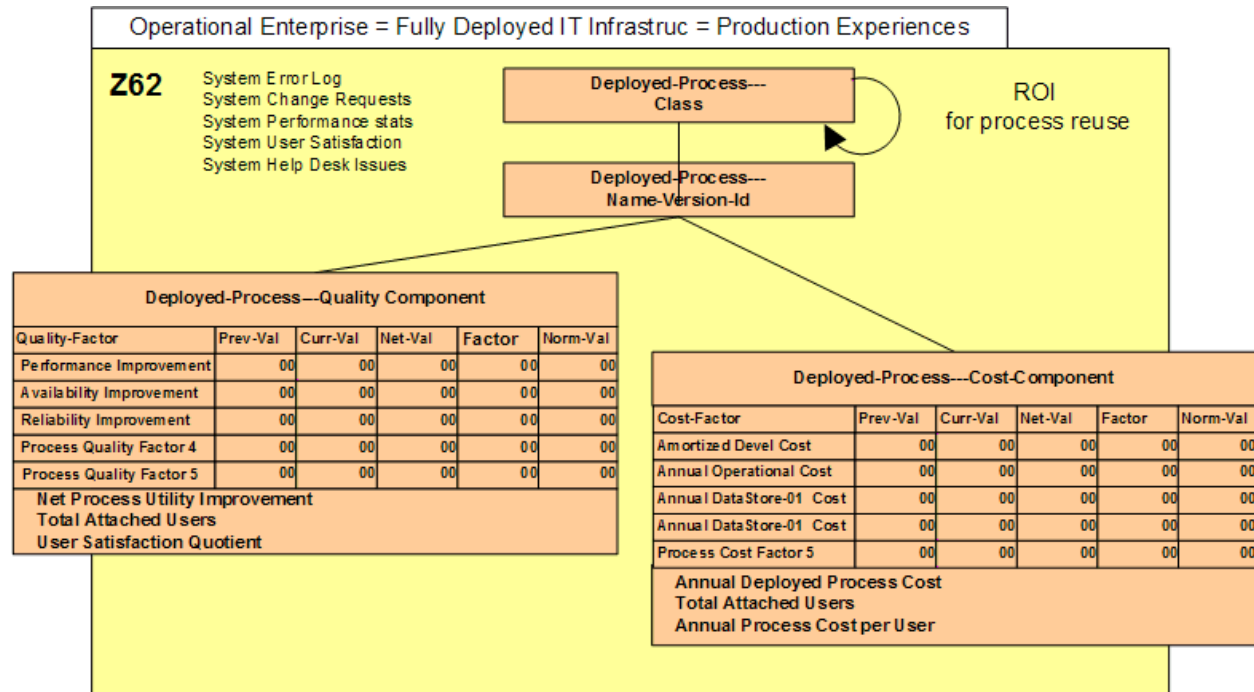 Operational Enterprise = Fully Deployed IT Infrastruc = Production Experiences
Z62
System Error Log
System Change Requests
System Performance stats
System User Satisfaction
System Help Desk Issues
Deployed-Process---
Class
ROI
for process reuse
Deployed-Process---
Name-Version-Id
Deployed-Process---Quality Component
Quality-Factor Prev-Val Curr-Val Net-Val Factor Norm-Val
Performance Improvement 00 00 00 00 00
Availability Improvement 00 00 00 00 00
Reliability Improvement 00 00 00 00 00
Process Quality Factor 4 00 00 00 00 00
Process Quality Factor 5 00 00 00 00 00
Net Process Utility Improvement
Total Attached Users
User Satisfaction Quotient
Deployed-Process---Cost-Component
Cost-Factor Prev-Val Curr-Val Net-Val Factor Norm-Val
Amortized Devel Cost 00 00 00 00 00
Annual Operational Cost 00 00 00 00 00
Annual DataStore-01 Cost 00 00 00 00 00
Annual DataStore-01 Cost 00 00 00 00 00
Process Cost Factor 5 00 00 00 00 00
Annual Deployed Process Cost
Total Attached Users
Annual Process Cost per User